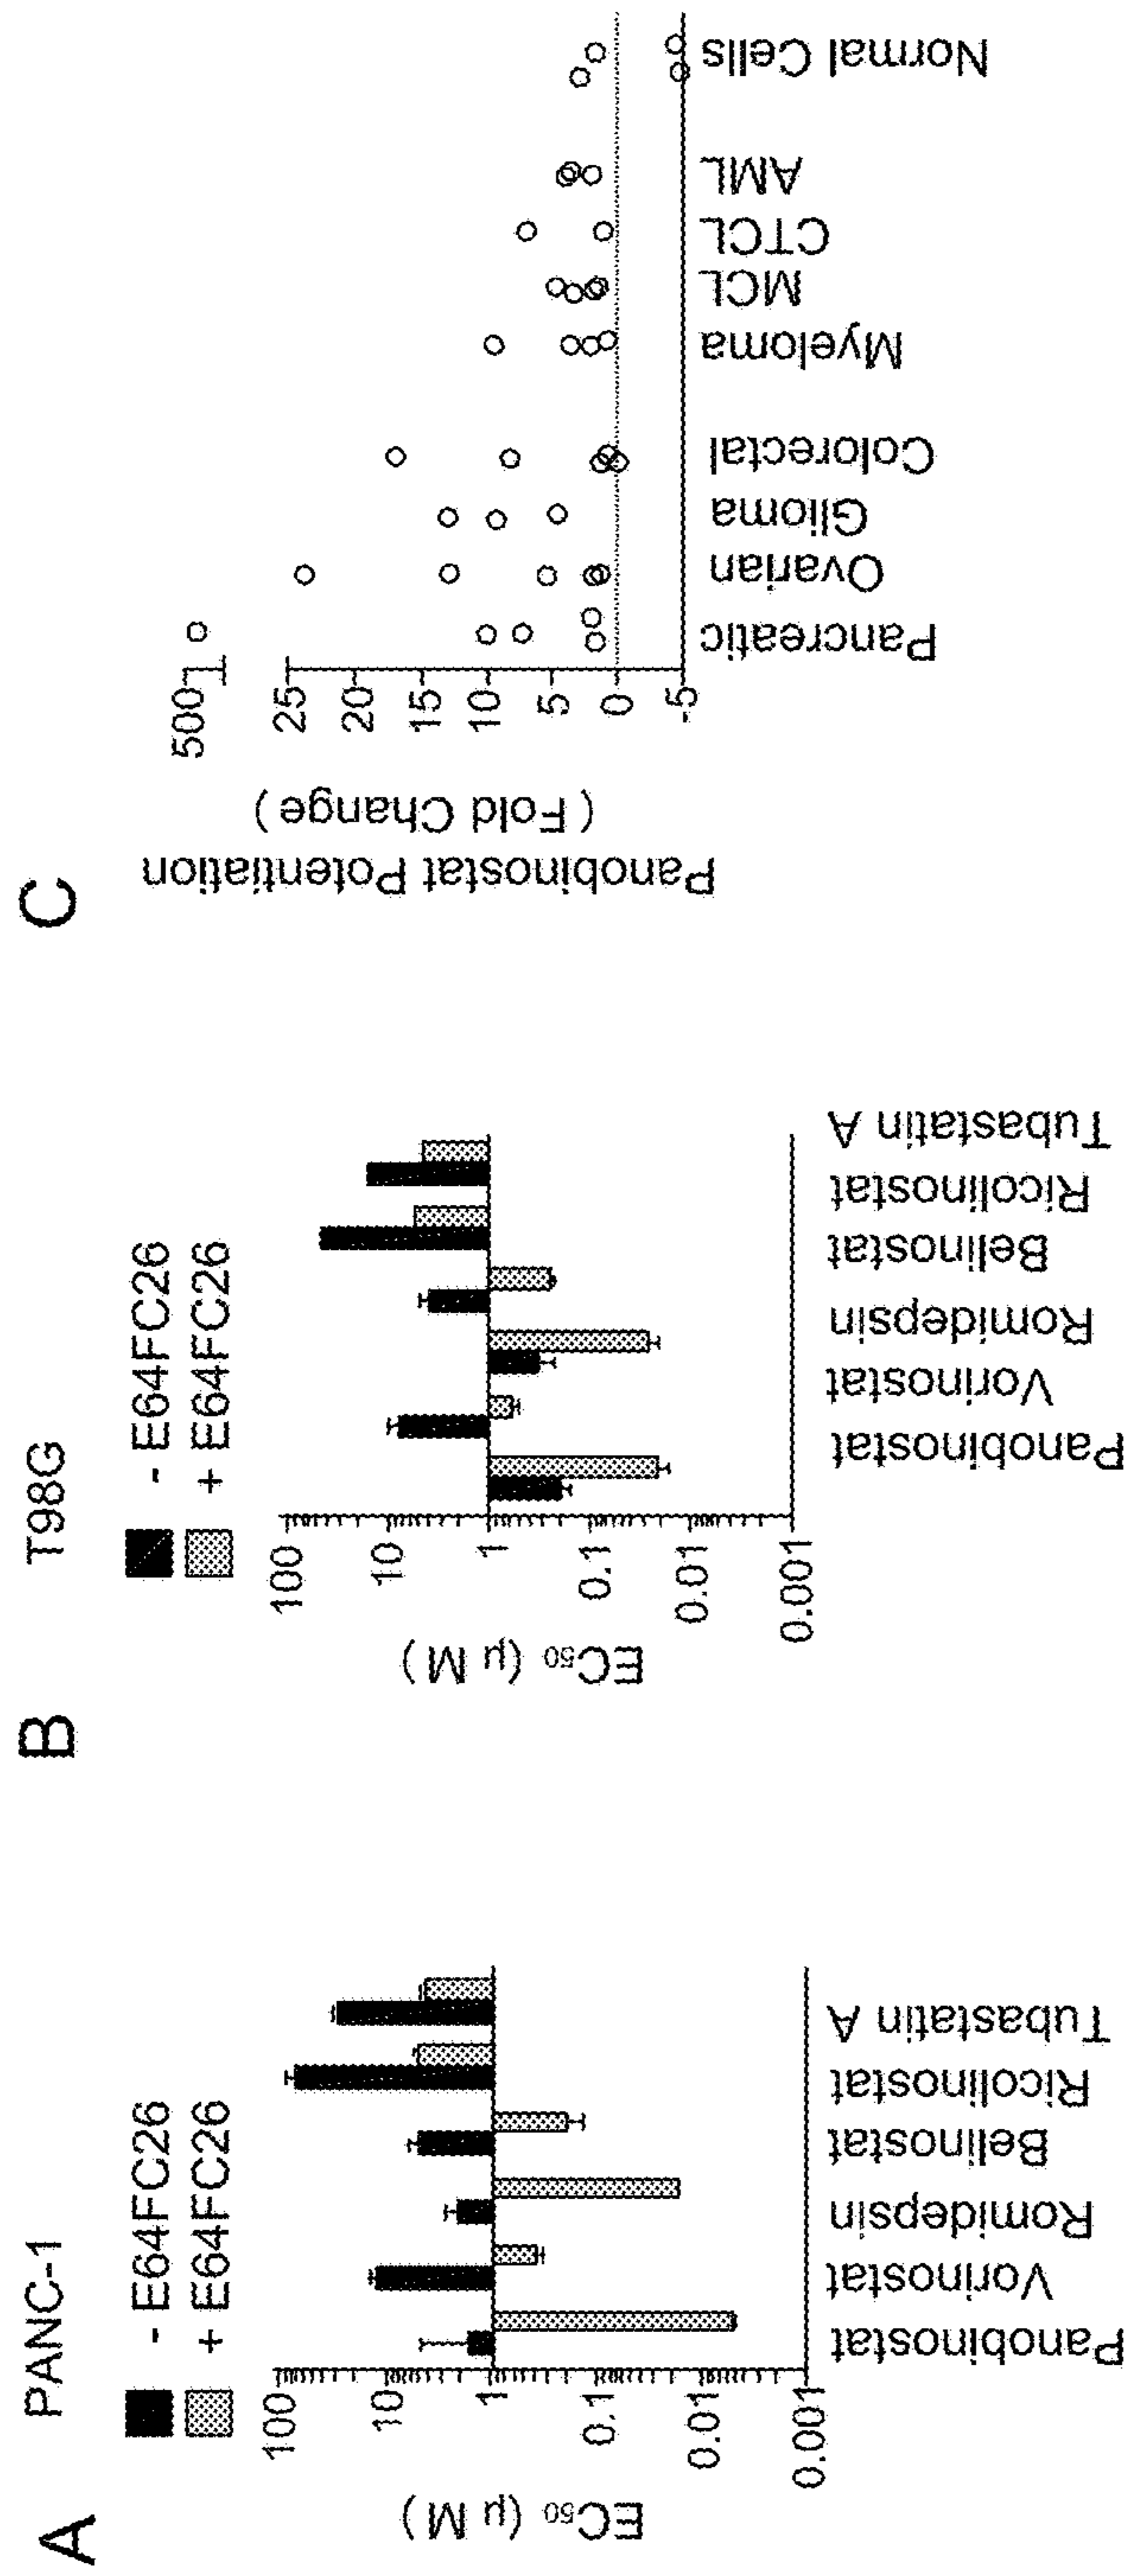 A
PANC-1
- E64FC26
+ E64FC26
EC50 (μ M)
100
10
1
0.1
0.01
0.001
Panobinostat
Vorinostat
Romidepsin
Belinostat
Ricolinostat
Tubastatin A
B
T98G
- E64FC26
+ E64FC26
EC50 (μ M)
100
10
1
0.1
0.01
0.001
Panobinostat
Vorinostat
Romidepsin
Belinostat
Ricolinostat
Tubastatin A
C
Panobinostat Potentiation
(Fold Change)
500
25
20
15
10
5
0
-5
Pancreatic
Ovarian
Glioma
Colorectal
Myeloma
MCL
CTCL
AML
Normal Cells